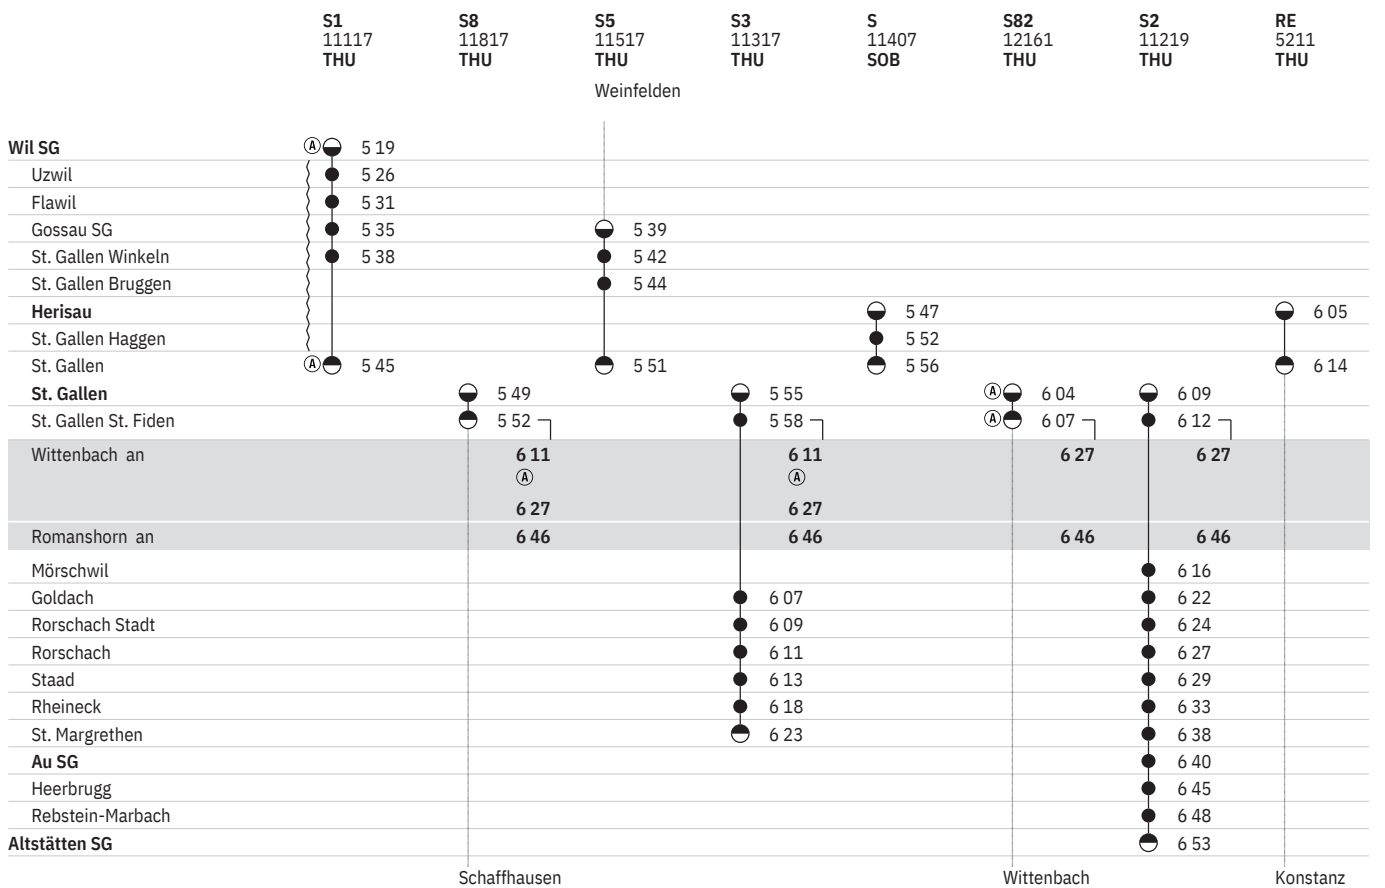 S1 S8 S5 S3 S S82 S2 RE
11117 11817 11517 11317 11407 12161 11219 5211
THU THU THU THU SOB THU THU THU
Weinfelden
Wil SG A 5 19
Uzwil 5 26
Flawil 5 31
Gossau SG 5 35 5 39
St. Gallen Winkeln 5 38 5 42
St. Gallen Bruggen 5 44
Herisau 5 47 6 05
St. Gallen Haggen 5 52
St. Gallen A 5 45 5 51 5 56 6 14
St. Gallen 5 49 5 55 A 6 04 6 09
St. Gallen St. Fiden 5 52 5 58 A 6 07 6 12
Wittenbach an 6 11 6 11 6 27 6 27
A A
6 27 6 27
Romanshorn an 6 46 6 46 6 46 6 46
Mörschwil 6 16
Goldach 6 07 6 22
Rorschach Stadt 6 09 6 24
Rorschach 6 11 6 27
Staad 6 13 6 29
Rheineck 6 18 6 33
St. Margrethen 6 23 6 38
Au SG 6 40
Heerbrugg 6 45
Rebstein-Marbach 6 48
Altstätten SG 6 53
Schaffhausen Wittenbach Konstanz